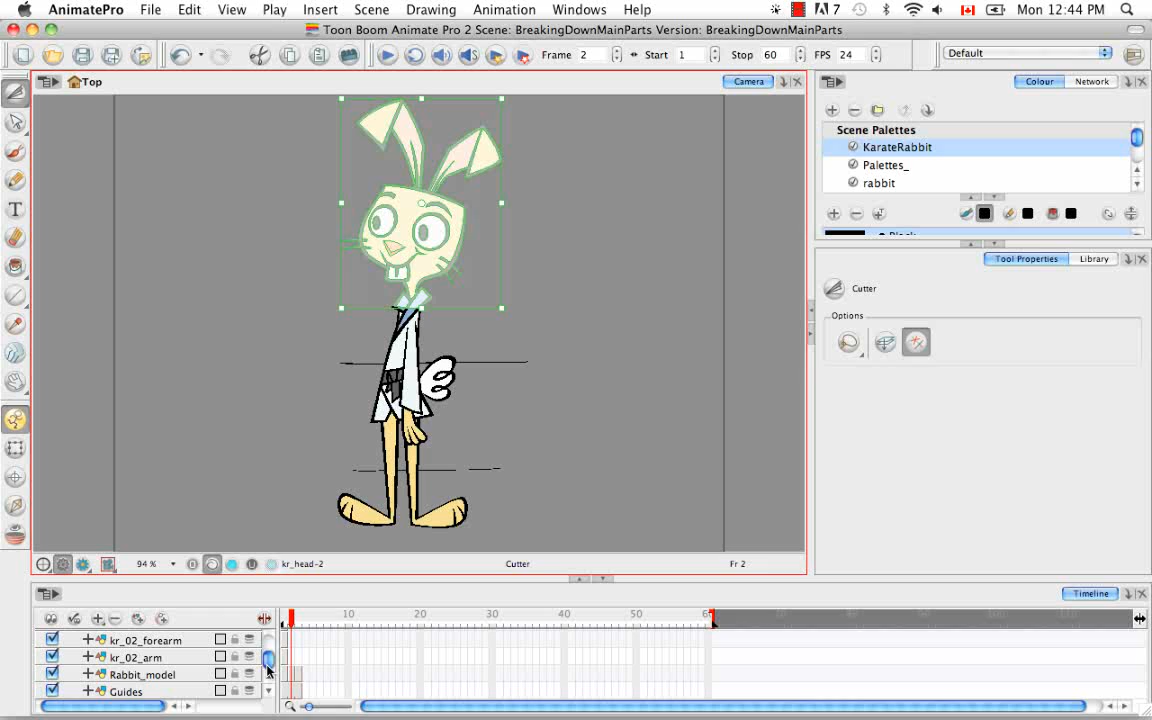 AnimatePro File Edit View Play Insert Scene Drawing Animation Windows Help 7 Mon 12:44 PM
Toon Boom Animate Pro 2 Scene: BreakingDownMainParts Version: BreakingDownMainParts
Frame 2 Start 1 Stop 60 FPS 24 Default
Top Camera Colour Network
Scene Palettes
KarateRabbit
Palettes_
rabbit
T
Tool Properties Library
Cutter
Options
94 % kr_head-2 Cutter Fr 2
Timeline
10 20 30 40 50 60
kr_02_forearm
kr_02_arm
Rabbit_model
Guides